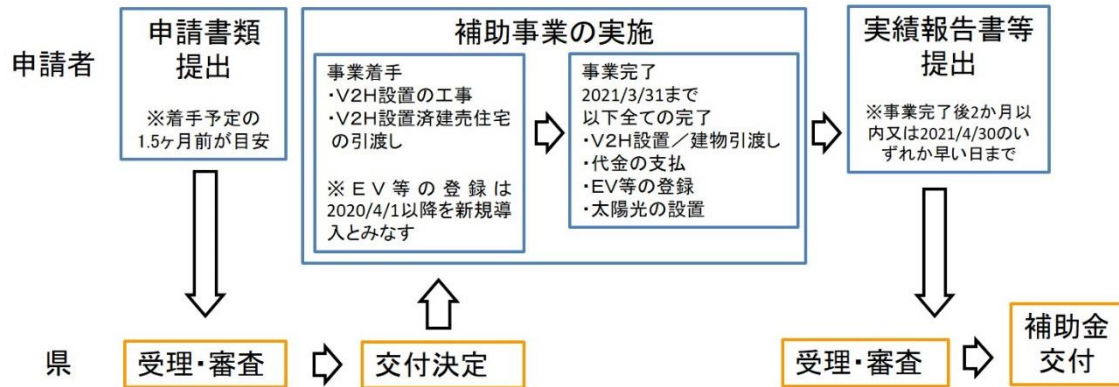 申請者
申請書類
提出
※着手予定の
1.5ヶ月前が目安
補助事業の実施
事業着手
・V2H設置の工事
・V2H設置済建売住宅
の引渡し
※EV等の登録は
2020/4/1以降を新規導
入とみなす
事業完了
2021/3/31まで
以下全ての完了
・V2H設置／建物引渡し
・代金の支払
・EV等の登録
・太陽光の設置
実績報告書等
提出
※事業完了後2か月以
内又は2021/4/30のい
ずれか早い日まで
県
受理・審査
交付決定
受理・審査
補助金
交付